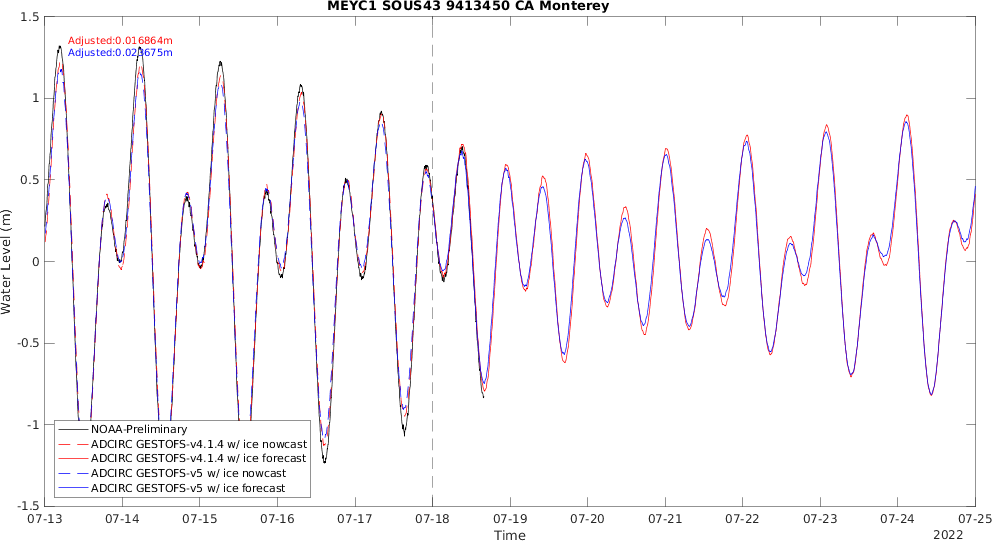 MEYC1 SOUS43 9413450 CA Monterey
1.5
Adjusted:0.016864m
Adjusted:0.023675m
1
0.5
0
-0.5
-1
-1.5
Water Level (m)
NOAA-Preliminary
ADCIRC GESTOFS-v4.1.4 w/ ice nowcast
ADCIRC GESTOFS-v4.1.4 w/ ice forecast
ADCIRC GESTOFS-v5 w/ ice nowcast
ADCIRC GESTOFS-v5 w/ ice forecast
07-13 07-14 07-15 07-16 07-17 07-18 07-19 07-20 07-21 07-22 07-23 07-24 07-25
Time
2022